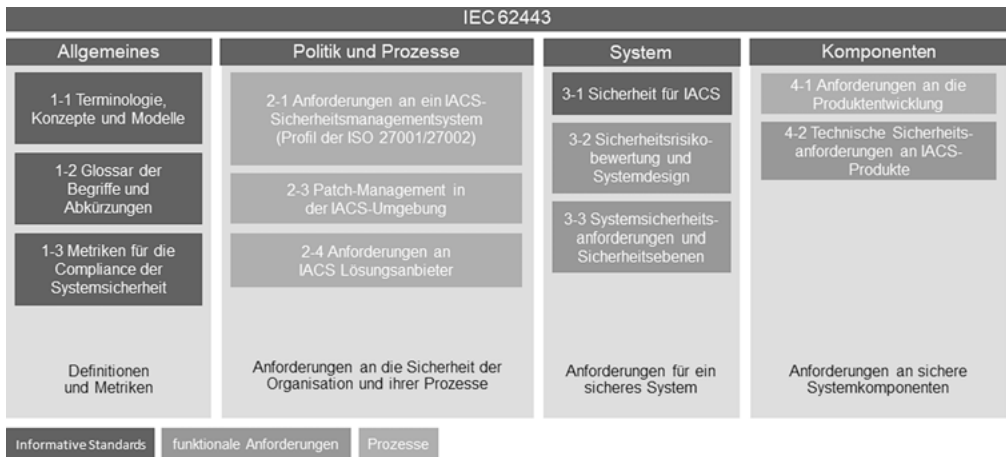 IEC 62443
Allgemeines
1-1 Terminologie,
Konzepte und Modelle
1-2 Glossar der
Begriffe und
Abkürzungen
1-3 Metriken für die
Compliance der
Systemsicherheit
Definitionen
und Metriken
Politik und Prozesse
2-1 Anforderungen an ein IACS-
Sicherheitsmanagementsystem
(Profil der ISO 27001/27002)
2-3 Patch-Management in
der IACS-Umgebung
2-4 Anforderungen an
IACS Lösungsanbieter
Anforderungen an die Sicherheit der
Organisation und ihrer Prozesse
System
3-1 Sicherheit für IACS
3-2 Sicherheitsrisiko-
bewertung und
Systemdesign
3-3 Systemsicherheits-
anforderungen und
Sicherheitsebenen
Anforderungen für ein
sicheres System
Komponenten
4-1 Anforderungen an die
Produktentwicklung
4-2 Technische Sicherheits-
anforderungen an IACS-
Produkte
Anforderungen an sichere
Systemkomponenten
Informative Standards
funktionale Anforderungen
Prozesse